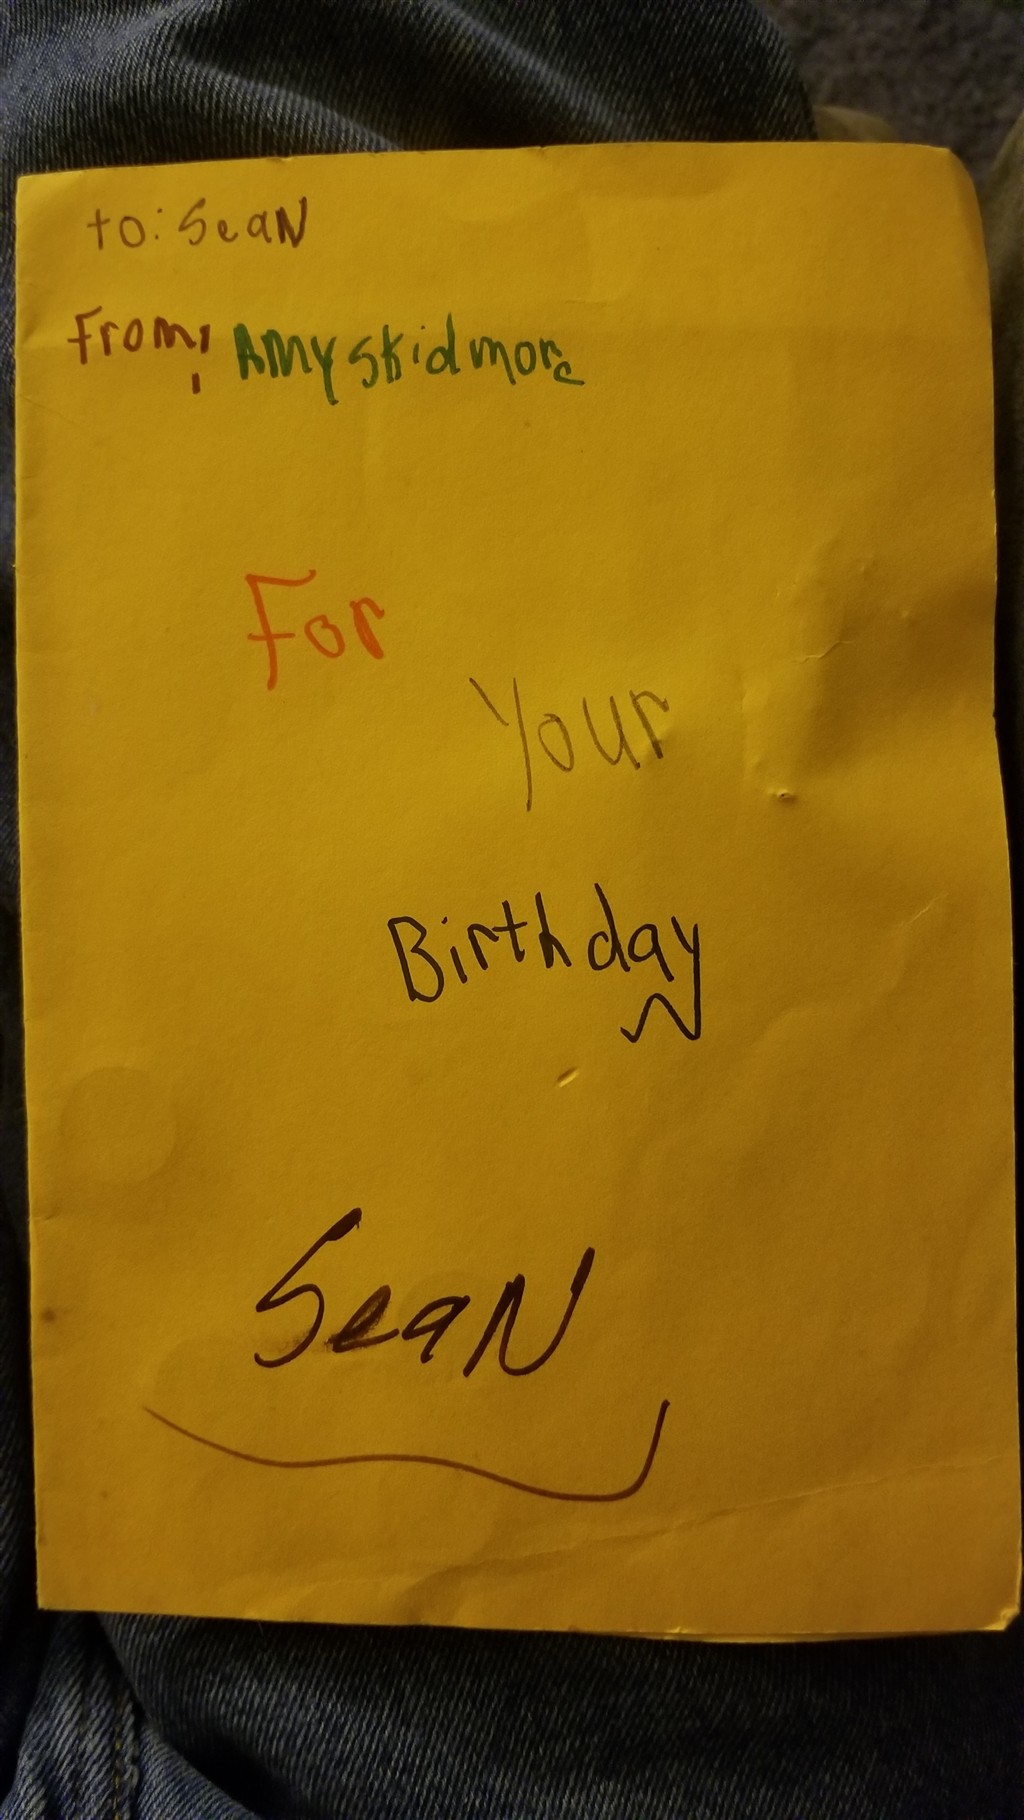 to: SeaN
From: AMy Skidmore
For
Your
Birthday
SeaN